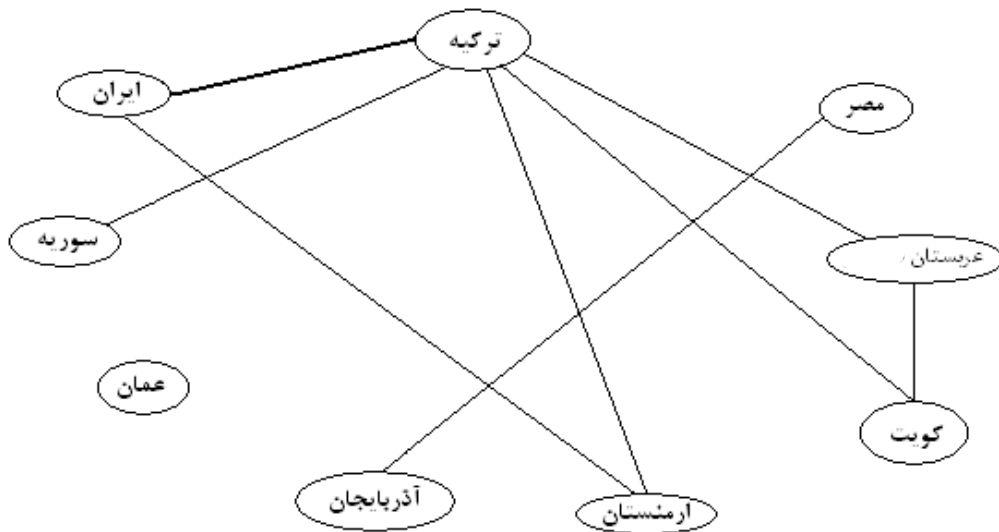 ترکیه
ایران
مصر
سوریه
عربستان
عمان
کویت
آذربایجان
ارمنستان